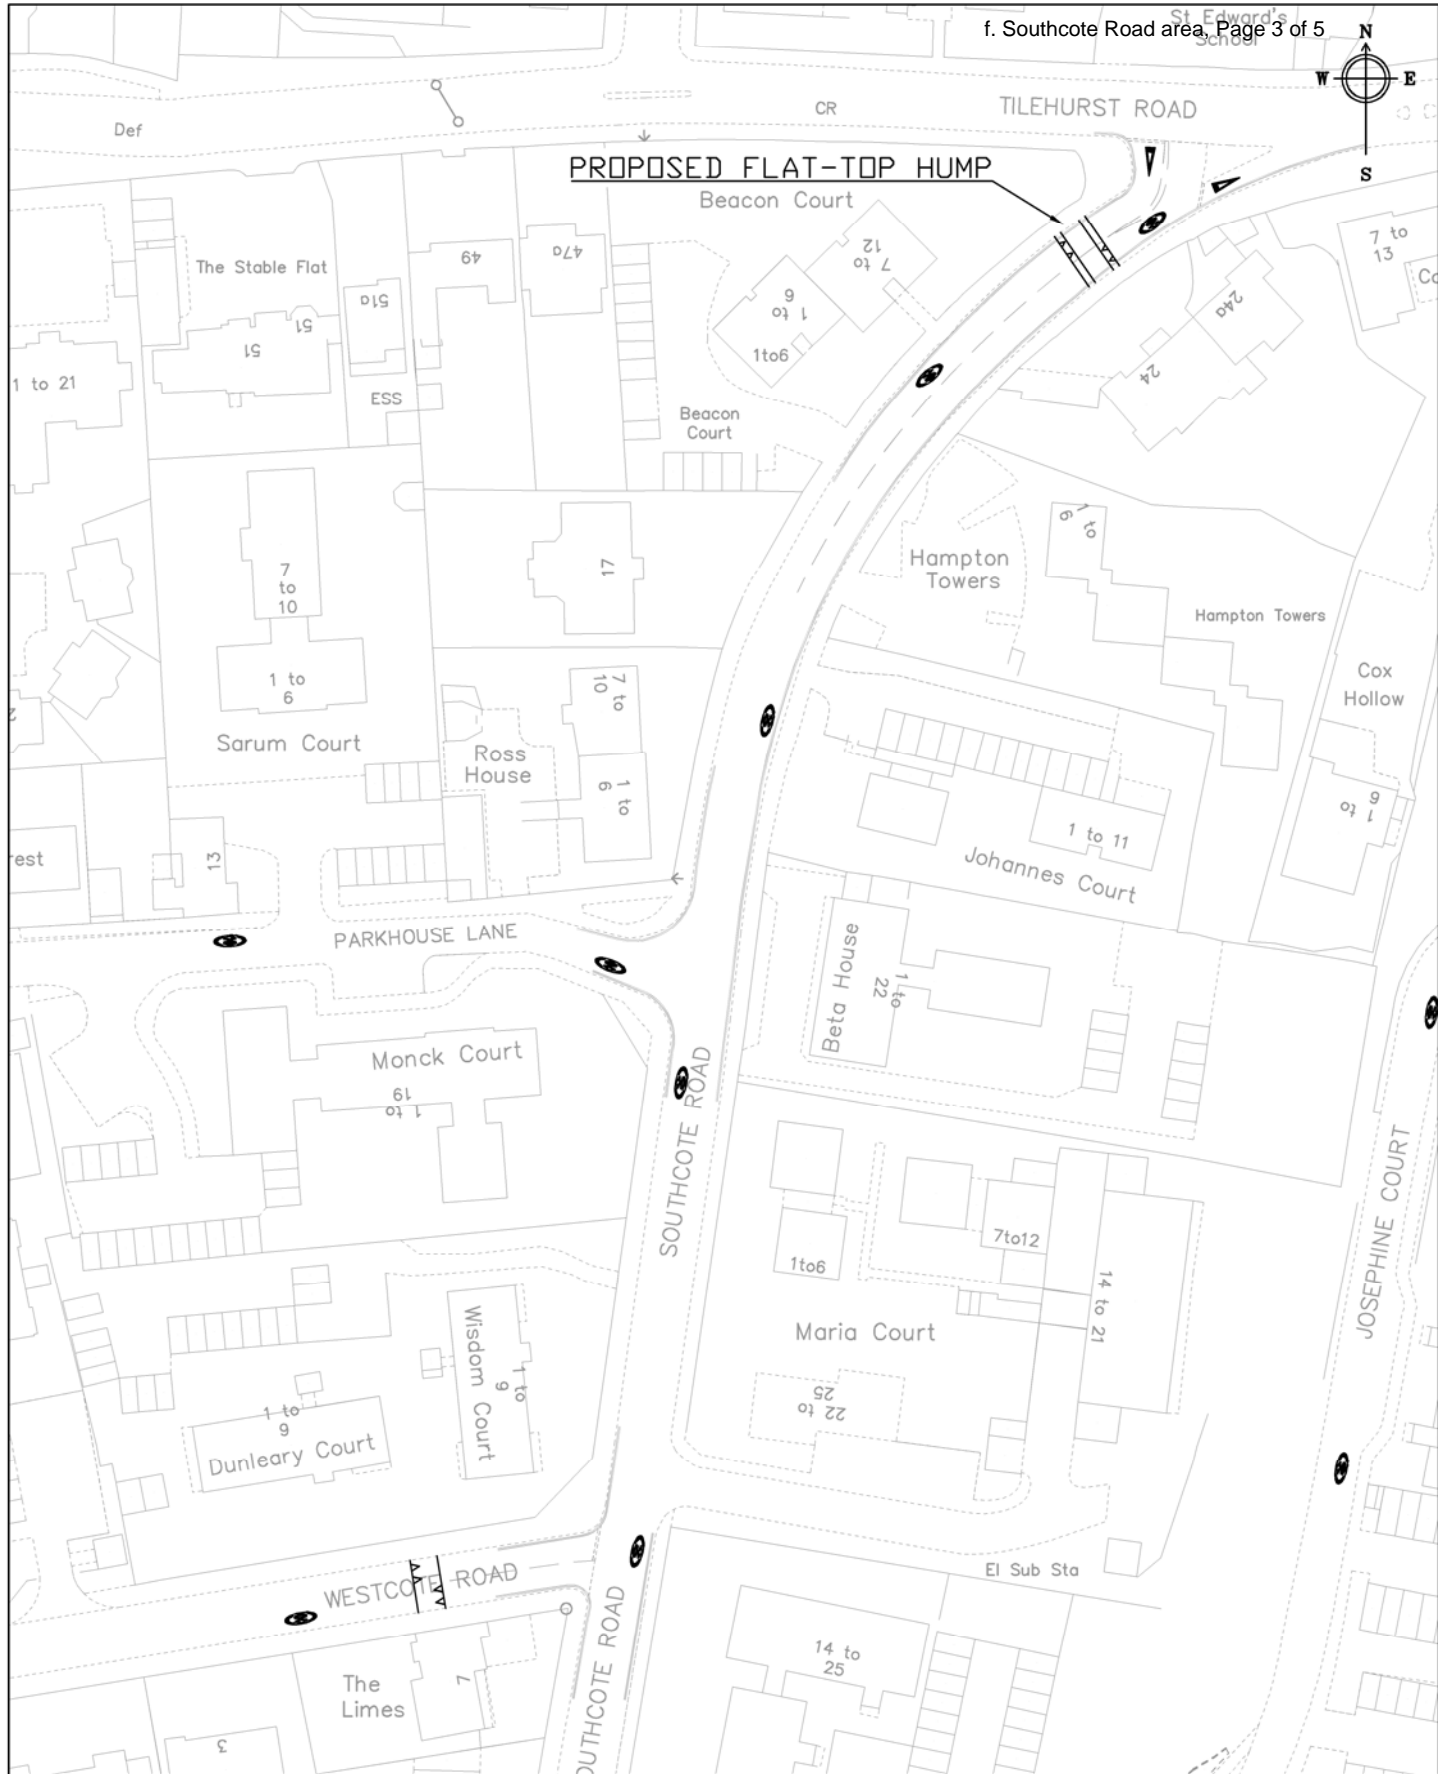 f. Southcote Road area, Page 3 of 5
St Edward's
School
N
W
E
S
TILEHURST ROAD
CR
Def
PROPOSED FLAT-TOP HUMP
Beacon Court
7 to
12
1 to
6
1to6
The Stable Flat
51
51
51a
49
47a
ESS
1 to 21
Beacon
Court
24a
24
7 to
13
7
to
10
1 to
6
Sarum Court
17
Hampton
Towers
1 to
6
Hampton Towers
Cox
Hollow
1 to
6
7 to
10
Ross
House
1 to
6
1 to 11
Johannes Court
rest
13
PARKHOUSE LANE
Beta House
1 to
22
Monck Court
1 to
19
SOUTHCOTE ROAD
JOSEPHINE COURT
7to12
1to6
14 to 21
Maria Court
22 to
25
Wisdom Court
1 to
9
1 to
9
Dunleary Court
WESTCOTE ROAD
El Sub Sta
OUTHCOTE ROAD
14 to
25
The
Limes
7
3